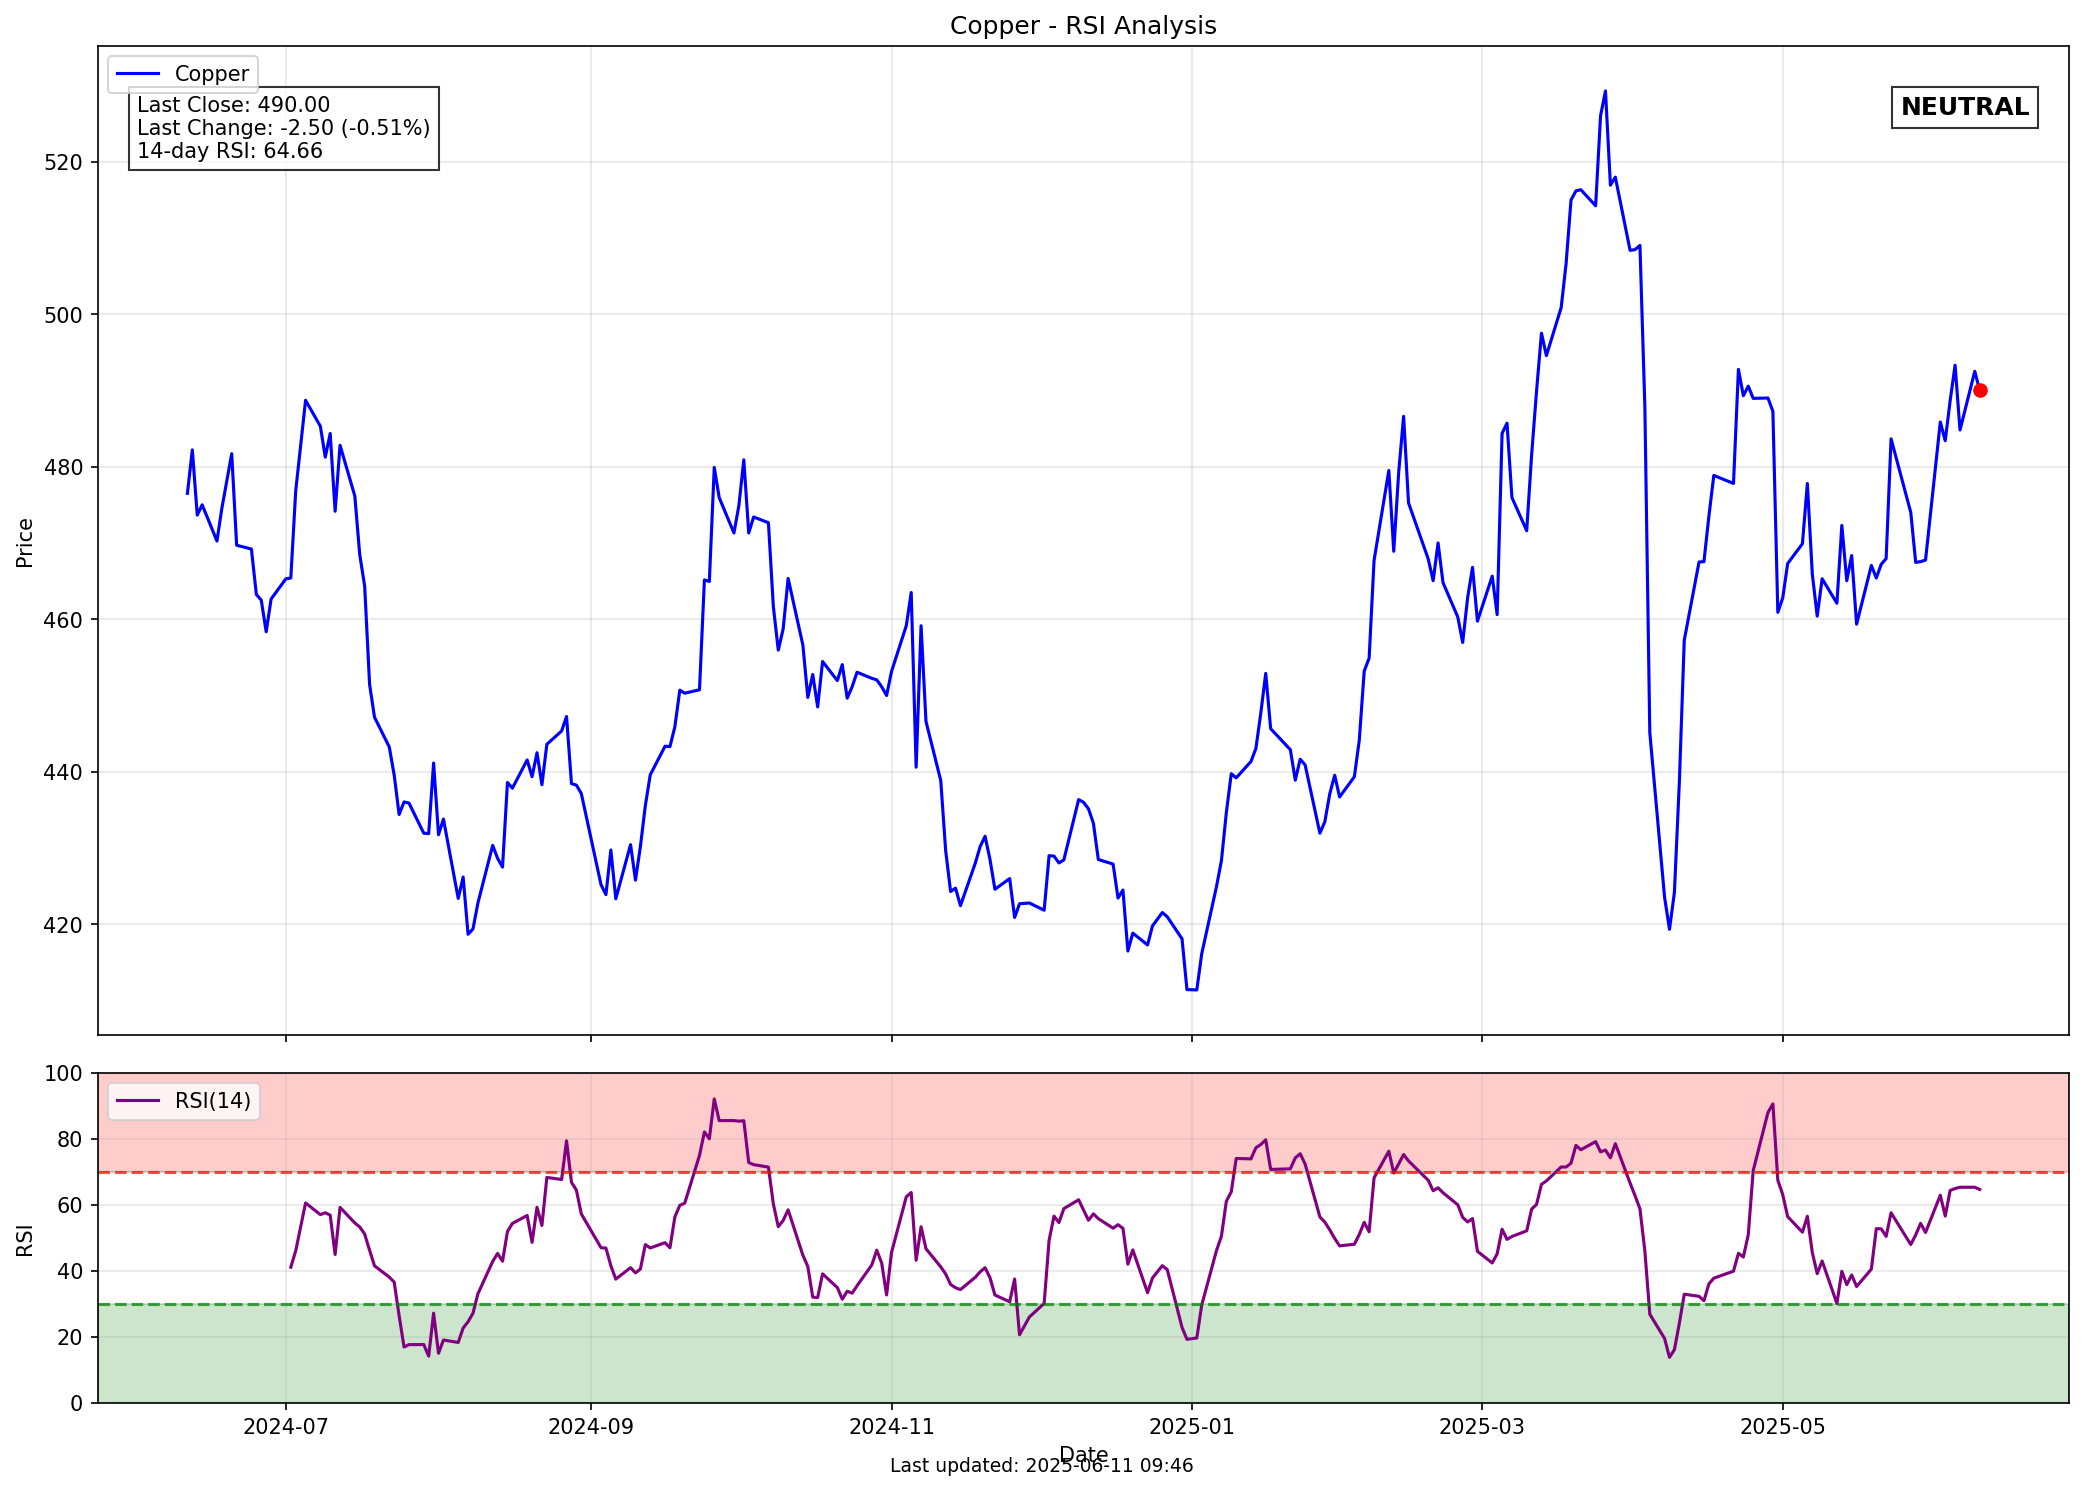 Copper - RSI Analysis
Copper
Last Close: 490.00
Last Change: -2.50 (-0.51%)
14-day RSI: 64.66
NEUTRAL
Price
520
500
480
460
440
420
RSI(14)
RSI
100
80
60
40
20
0
2024-07
2024-09
2024-11
2025-01
2025-03
2025-05
Date
Last updated: 2025-06-11 09:46